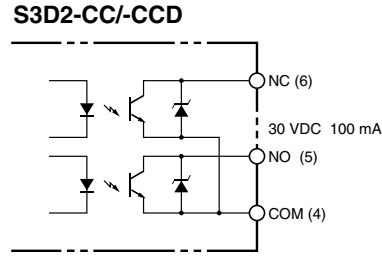 S3D2-CC/-CCD
NC (6)
30 VDC 100 mA
NO (5)
COM (4)